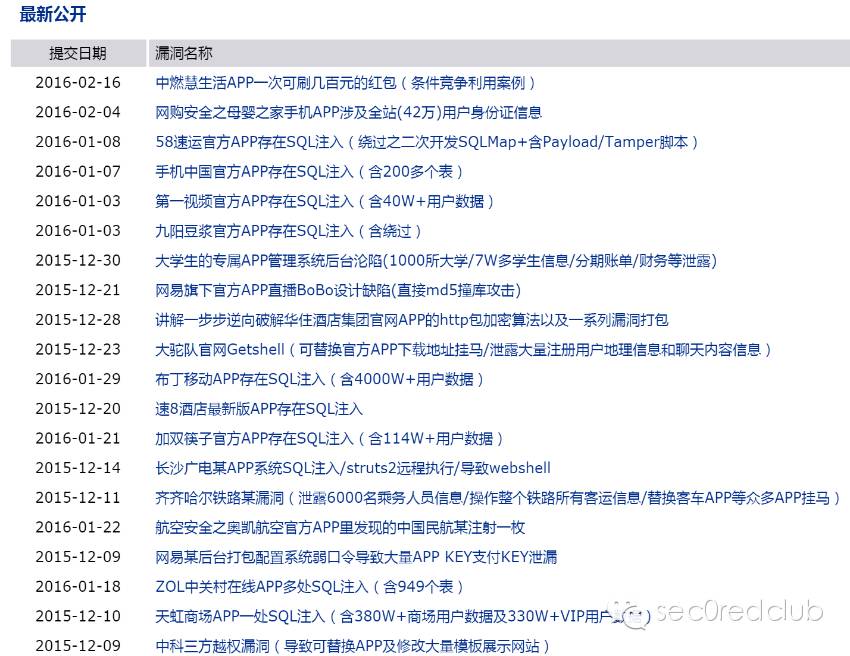 最新公开
提交日期 漏洞名称
2016-02-16 中燃慧生活APP一次可刷几百元的红包（条件竞争利用案例）
2016-02-04 网购安全之母婴之家手机APP涉及全站(42万)用户身份证信息
2016-01-08 58速运官方APP存在SQL注入（绕过之二次开发SQLMap+含Payload/Tamper脚本）
2016-01-07 手机中国官方APP存在SQL注入（含200多个表）
2016-01-03 第一视频官方APP存在SQL注入（含40W+用户数据）
2016-01-03 九阳豆浆官方APP存在SQL注入（含绕过）
2015-12-30 大学生的专属APP管理系统后台沦陷(1000所大学/7W多学生信息/分期账单/财务等泄露)
2015-12-21 网易旗下官方APP直播BoBo设计缺陷(直接md5撞库攻击)
2015-12-28 讲解一步步逆向破解华住酒店集团官网APP的http包加密算法以及一系列漏洞打包
2015-12-23 大驼队官网Getshell（可替换官方APP下载地址挂马/泄露大量注册用户地理信息和聊天内容信息）
2016-01-29 布丁移动APP存在SQL注入（含4000W+用户数据）
2015-12-20 速8酒店最新版APP存在SQL注入
2016-01-21 加双筷子官方APP存在SQL注入（含114W+用户数据）
2015-12-14 长沙广电某APP系统SQL注入/struts2远程执行/导致webshell
2015-12-11 齐齐哈尔铁路某漏洞（泄露6000名乘务人员信息/操作整个铁路所有客运信息/替换客车APP等众多APP挂马）
2016-01-22 航空安全之奥凯航空官方APP里发现的中国民航某注射一枚
2015-12-09 网易某后台打包配置系统弱口令导致大量APP KEY支付KEY泄漏
2016-01-18 ZOL中关村在线APP多处SQL注入（含949个表）
2015-12-10 天虹商场APP一处SQL注入（含380W+商场用户数据及330W+VIP用户）
sec0redclub
2015-12-09 中科三方越权漏洞（导致可替换APP及修改大量模板展示网站）